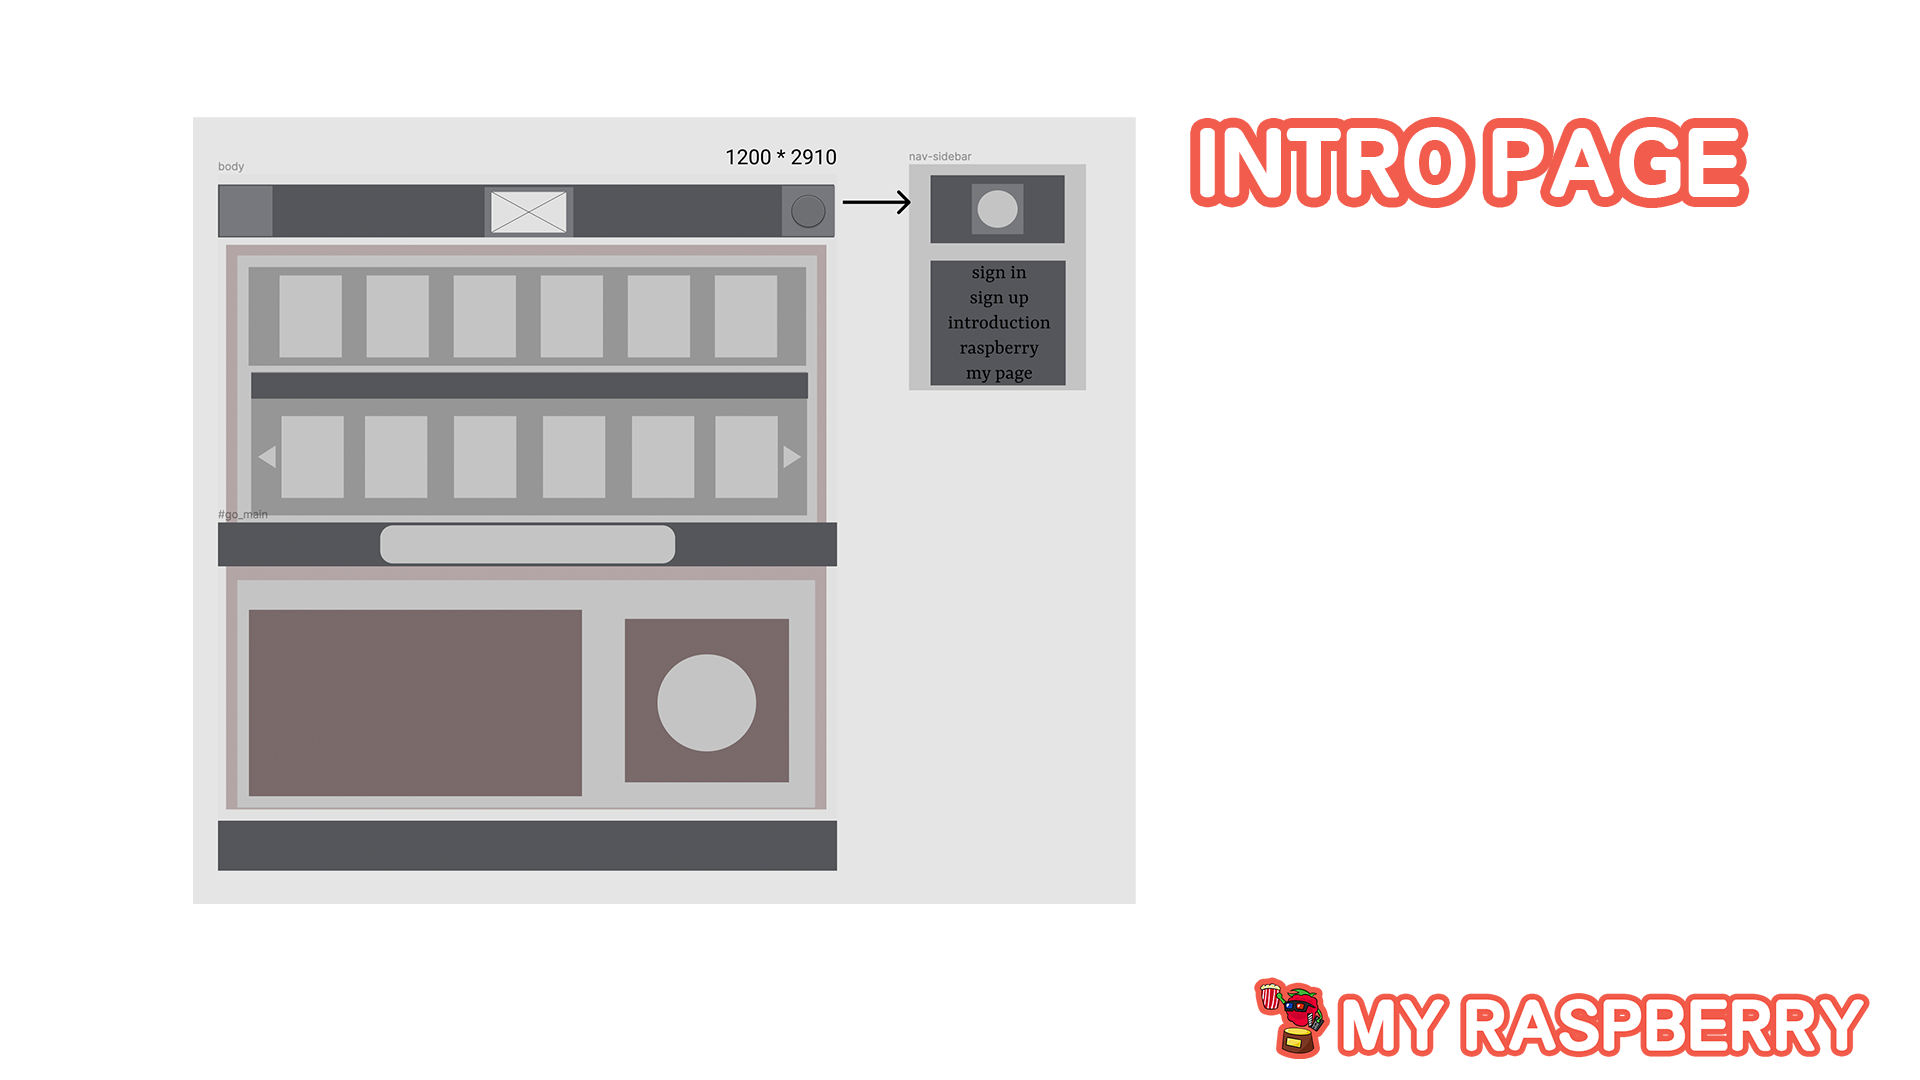 INTRO PAGE
body
1200 * 2910
nav-sidebar
sign in
sign up
introduction
raspberry
my page
#go_main
MY RASPBERRY